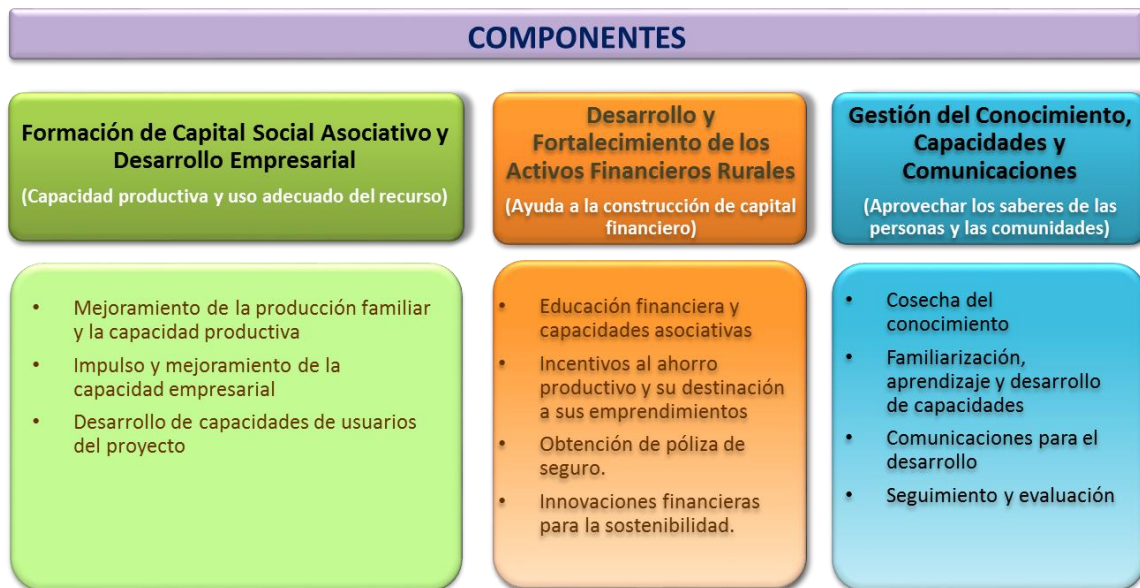 COMPONENTES
Formación de Capital Social Asociativo y
Desarrollo Empresarial
(Capacidad productiva y uso adecuado del recurso)
• Mejoramiento de la producción familiar
y la capacidad productiva
• Impulso y mejoramiento de la
capacidad empresarial
• Desarrollo de capacidades de usuarios
del proyecto
Desarrollo y
Fortalecimiento de los
Activos Financieros Rurales
(Ayuda a la construcción de capital
financiero)
• Educación financiera y
capacidades asociativas
• Incentivos al ahorro
productivo y su destinación
a sus emprendimientos
• Obtención de póliza de
seguro.
• Innovaciones financieras
para la sostenibilidad.
Gestión del Conocimiento,
Capacidades y
Comunicaciones
(Aprovechar los saberes de las
personas y las comunidades)
• Cosecha del
conocimiento
• Familiarización,
aprendizaje y desarrollo
de capacidades
• Comunicaciones para el
desarrollo
• Seguimiento y evaluación